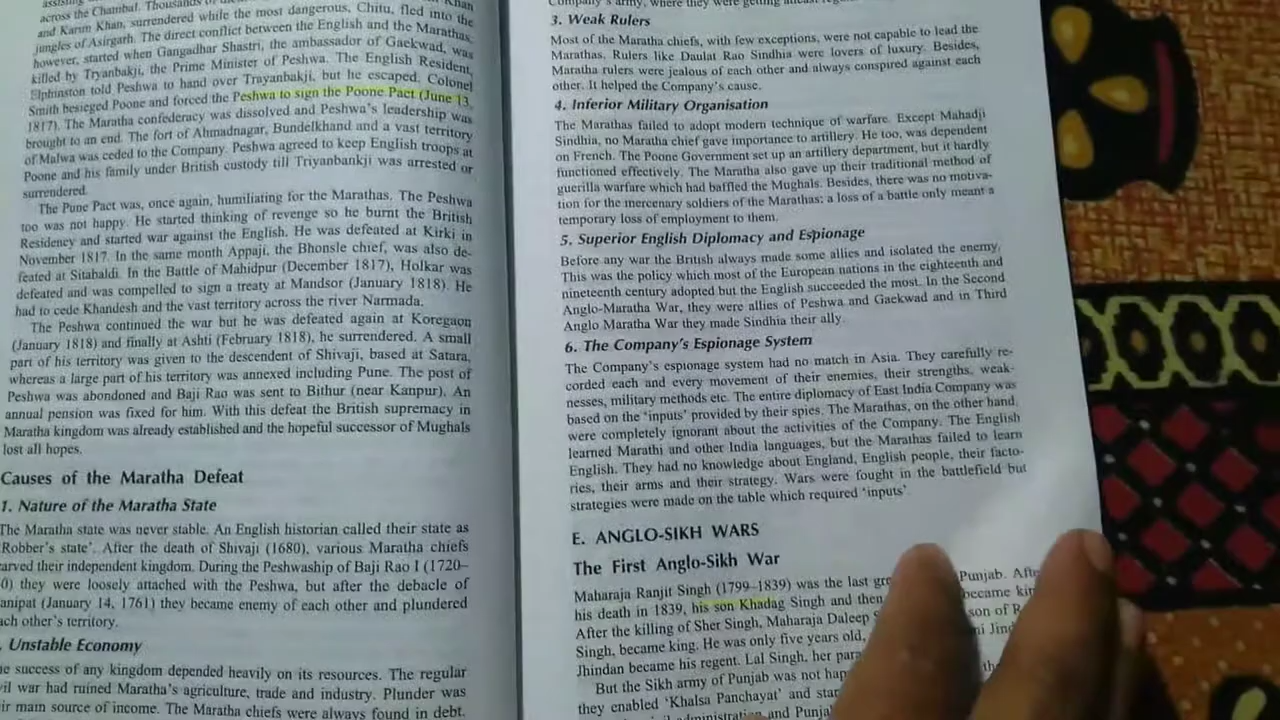 assisting
across the Chambal. Thousands of Khan
and Karim Khan, surrendered while the most dangerous, Chitu, fled into the
jungles of Asirgarh. The direct conflict between the English and the Marathas,
however, started when Gangadhar Shastri, the ambassador of Gaekwad, was
killed by Tryanbakji, the Prime Minister of Peshwa. The English Resident,
Elphinston told Peshwa to hand over Trayanbakji, but he escaped. Colonel
Smith besieged Poone and forced the Peshwa to sign the Poone Pact (June 13,
1817). The Maratha confederacy was dissolved and Peshwa's leadership was
brought to an end. The fort of Ahmadnagar, Bundelkhand and a vast territory
of Malwa was ceded to the Company. Peshwa agreed to keep English troops at
Poone and his family under British custody till Triyanbankji was arrested or
surrendered.
The Pune Pact was, once again, humiliating for the Marathas. The Peshwa
too was not happy. He started thinking of revenge so he burnt the British
Residency and started war against the English. He was defeated at Kirki in
November 1817. In the same month Appaji, the Bhonsle chief, was also de-
feated at Sitabaldi. In the Battle of Mahidpur (December 1817), Holkar was
defeated and was compelled to sign a treaty at Mandsor (January 1818). He
had to cede Khandesh and the vast territory across the river Narmada.
The Peshwa continued the war but he was defeated again at Koregaon
(January 1818) and finally at Ashti (February 1818), he surrendered. A small
part of his territory was given to the descendent of Shivaji, based at Satara,
whereas a large part of his territory was annexed including Pune. The post of
Peshwa was abondoned and Baji Rao was sent to Bithur (near Kanpur). An
annual pension was fixed for him. With this defeat the British supremacy in
Maratha kingdom was already established and the hopeful successor of Mughals
lost all hopes.
Causes of the Maratha Defeat
1. Nature of the Maratha State
The Maratha state was never stable. An English historian called their state as
Robber's state'. After the death of Shivaji (1680), various Maratha chiefs
arved their independent kingdom. During the Peshwaship of Baji Rao I (1720–
0) they were loosely attached with the Peshwa, but after the debacle of
anipat (January 14, 1761) they became enemy of each other and plundered
ach other's territory.
. Unstable Economy
e success of any kingdom depended heavily on its resources. The regular
vil war had ruined Maratha's agriculture, trade and industry. Plunder was
ir main source of income. The Maratha chiefs were always found in debt.
Company's army, where they were getting
3. Weak Rulers
Most of the Maratha chiefs, with few exceptions, were not capable to lead the
Marathas. Rulers like Daulat Rao Sindhia were lovers of luxury. Besides,
Maratha rulers were jealous of each other and always conspired against each
other. It helped the Company's cause.
4. Inferior Military Organisation
The Marathas failed to adopt modern technique of warfare. Except Mahadji
Sindhia, no Maratha chief gave importance to artillery. He too, was dependent
on French. The Poone Government set up an artillery department, but it hardly
functioned effectively. The Maratha also gave up their traditional method of
guerilla warfare which had baffled the Mughals. Besides, there was no motiva-
tion for the mercenary soldiers of the Marathas; a loss of a battle only meant a
temporary loss of employment to them.
5. Superior English Diplomacy and Espionage
Before any war the British always made some allies and isolated the enemy.
This was the policy which most of the European nations in the eighteenth and
nineteenth century adopted but the English succeeded the most. In the Second
Anglo-Maratha War, they were allies of Peshwa and Gaekwad and in Third
Anglo Maratha War they made Sindhia their ally.
6. The Company's Espionage System
The Company's espionage system had no match in Asia. They carefully re-
corded each and every movement of their enemies, their strengths, weak-
nesses, military methods etc. The entire diplomacy of East India Company was
based on the 'inputs' provided by their spies. The Marathas, on the other hand,
were completely ignorant about the activities of the Company. The English
learned Marathi and other India languages, but the Marathas failed to learn
English. They had no knowledge about England, English people, their facto-
ries, their arms and their strategy. Wars were fought in the battlefield but
strategies were made on the table which required 'inputs'.
E. ANGLO-SIKH WARS
The First Anglo-Sikh War
Maharaja Ranjit Singh (1799–1839) was the last Punjab.
his death in 1839, his son Khadag Singh and then became
After the killing of Sher Singh, Maharaja Daleep son of
Singh, became king. He was only five years old,
Jhindan became his regent. Lal Singh, her
But the Sikh army of Punjab was not
they enabled 'Khalsa Panchayat' and
administration and